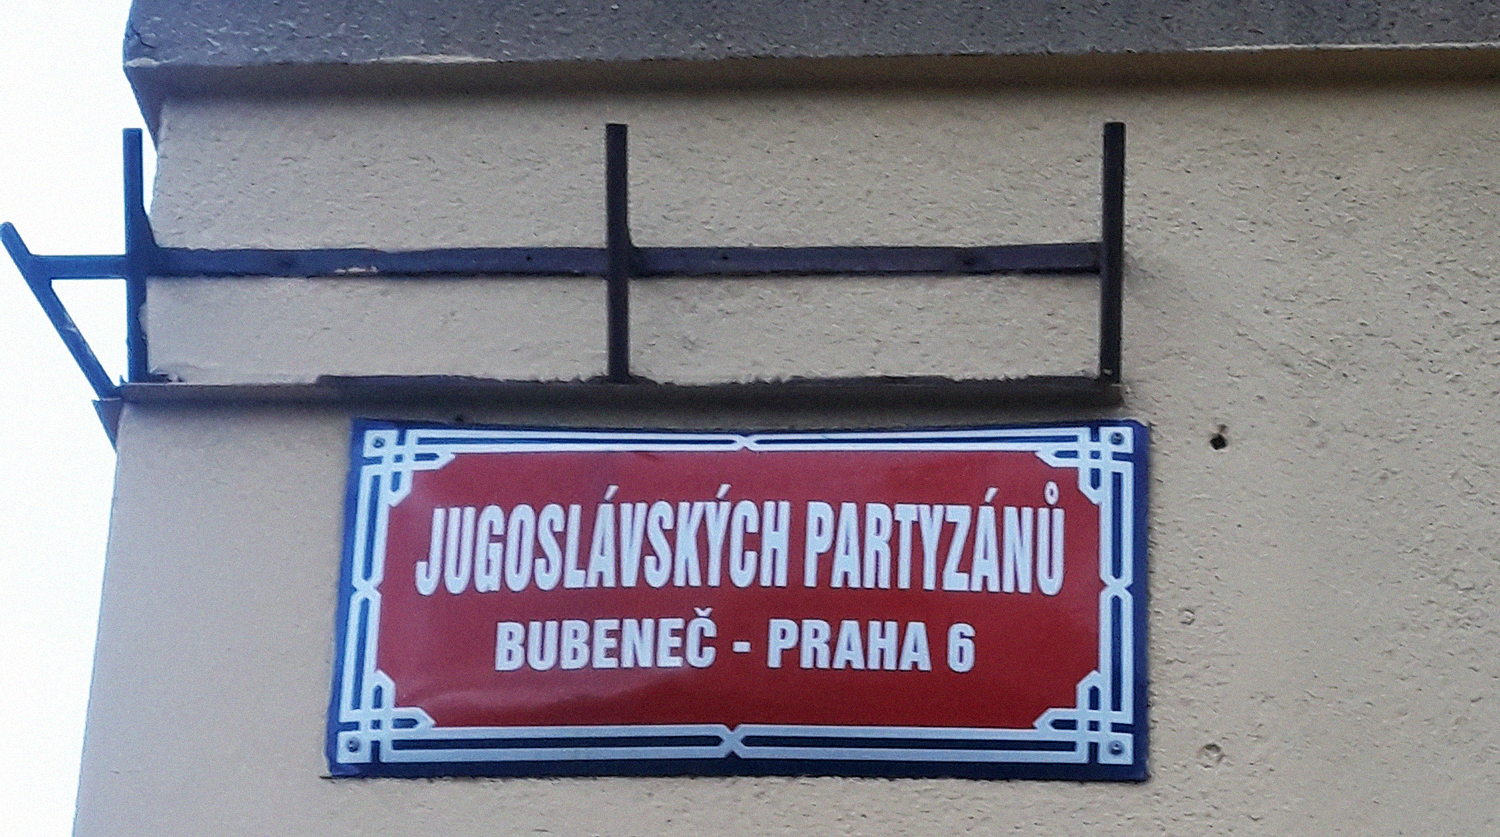 JUGOSLÁVSKÝCH PARTYZÁNŮ
BUBENEČ - PRAHA 6